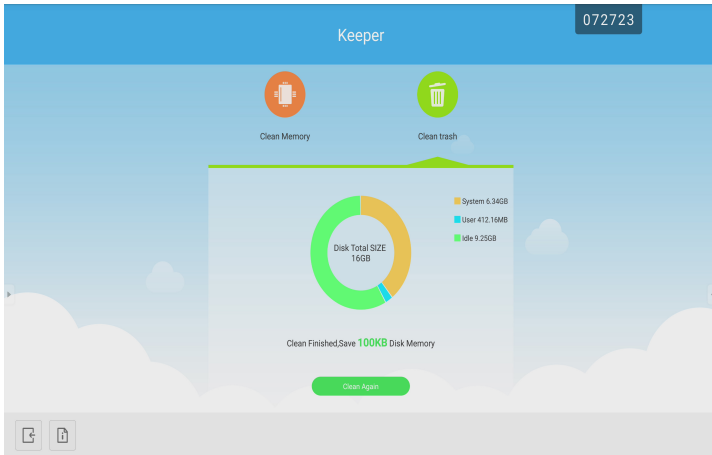 072723
Keeper
Clean Memory
Clean trash
System 6.34GB
User 412.16MB
Idle 9.25GB
Disk Total SIZE
16GB
Clean Finished,Save 100KB Disk Memory
Clean Again